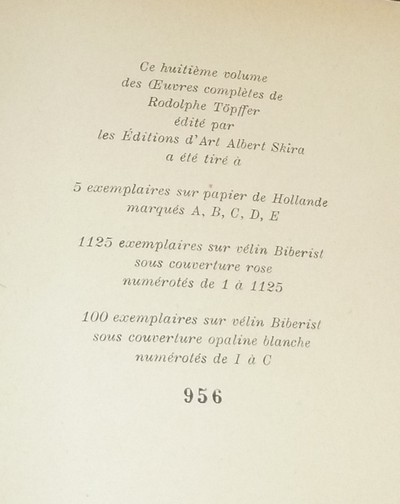 Ce huitième volume
des Œuvres complètes de
Rodolphe Töpffer
édité par
les Éditions d'Art Albert Skira
a été tiré à
5 exemplaires sur papier de Hollande
marqués A, B, C, D, E
1125 exemplaires sur vélin Biberist
sous couverture rose
numérotés de 1 à 1125
100 exemplaires sur vélin Biberist
sous couverture opaline blanche
numérotés de I à C
956